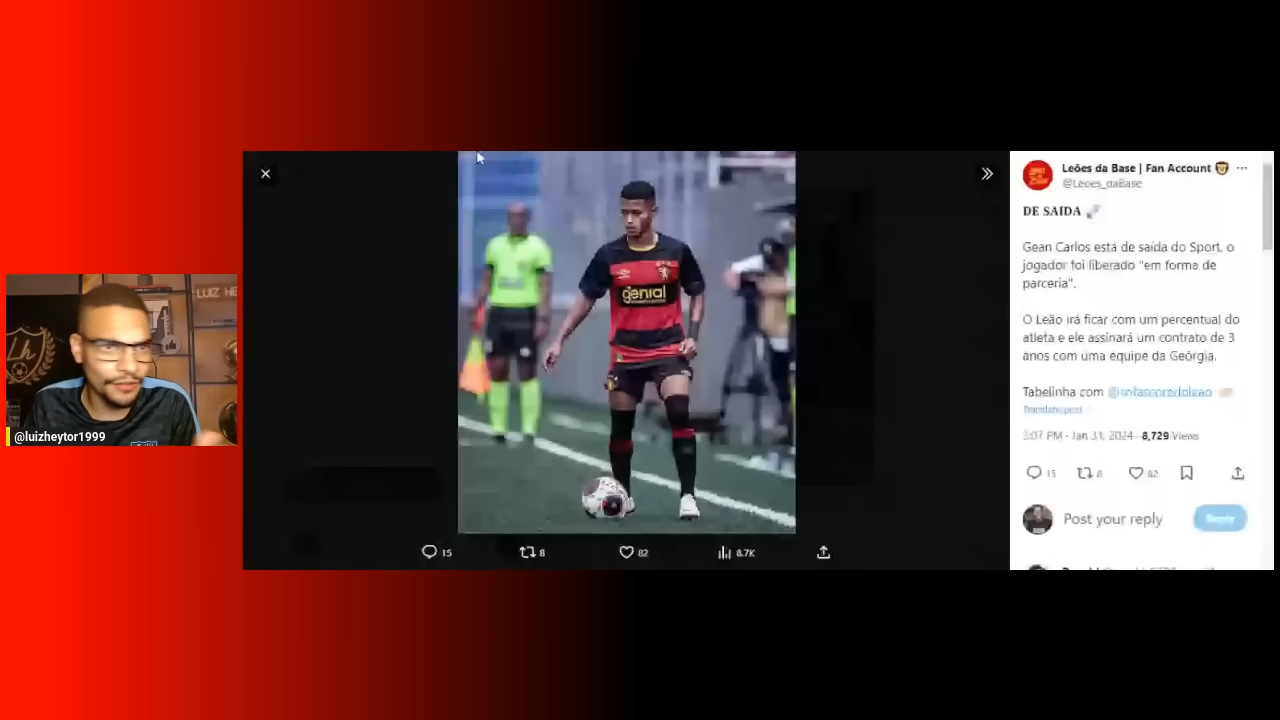 Leões da Base | Fan Account
@Leoes_daBase
DE SAÍDA
Gean Carlos está de saída do Sport, o
jogador foi liberado "em forma de
parceria".
O Leão irá ficar com um percentual do
atleta e ele assinará um contrato de 3
anos com uma equipe da Geórgia.
Tabelinha com @sofascoredoleao
Translate post
3:07 PM · Jan 31, 2024 · 8,729 Views
15 8 82
Post your reply
Reply
genial
15 8 82 8.7K
LUIZ HE
Lh
@luizheytor1999